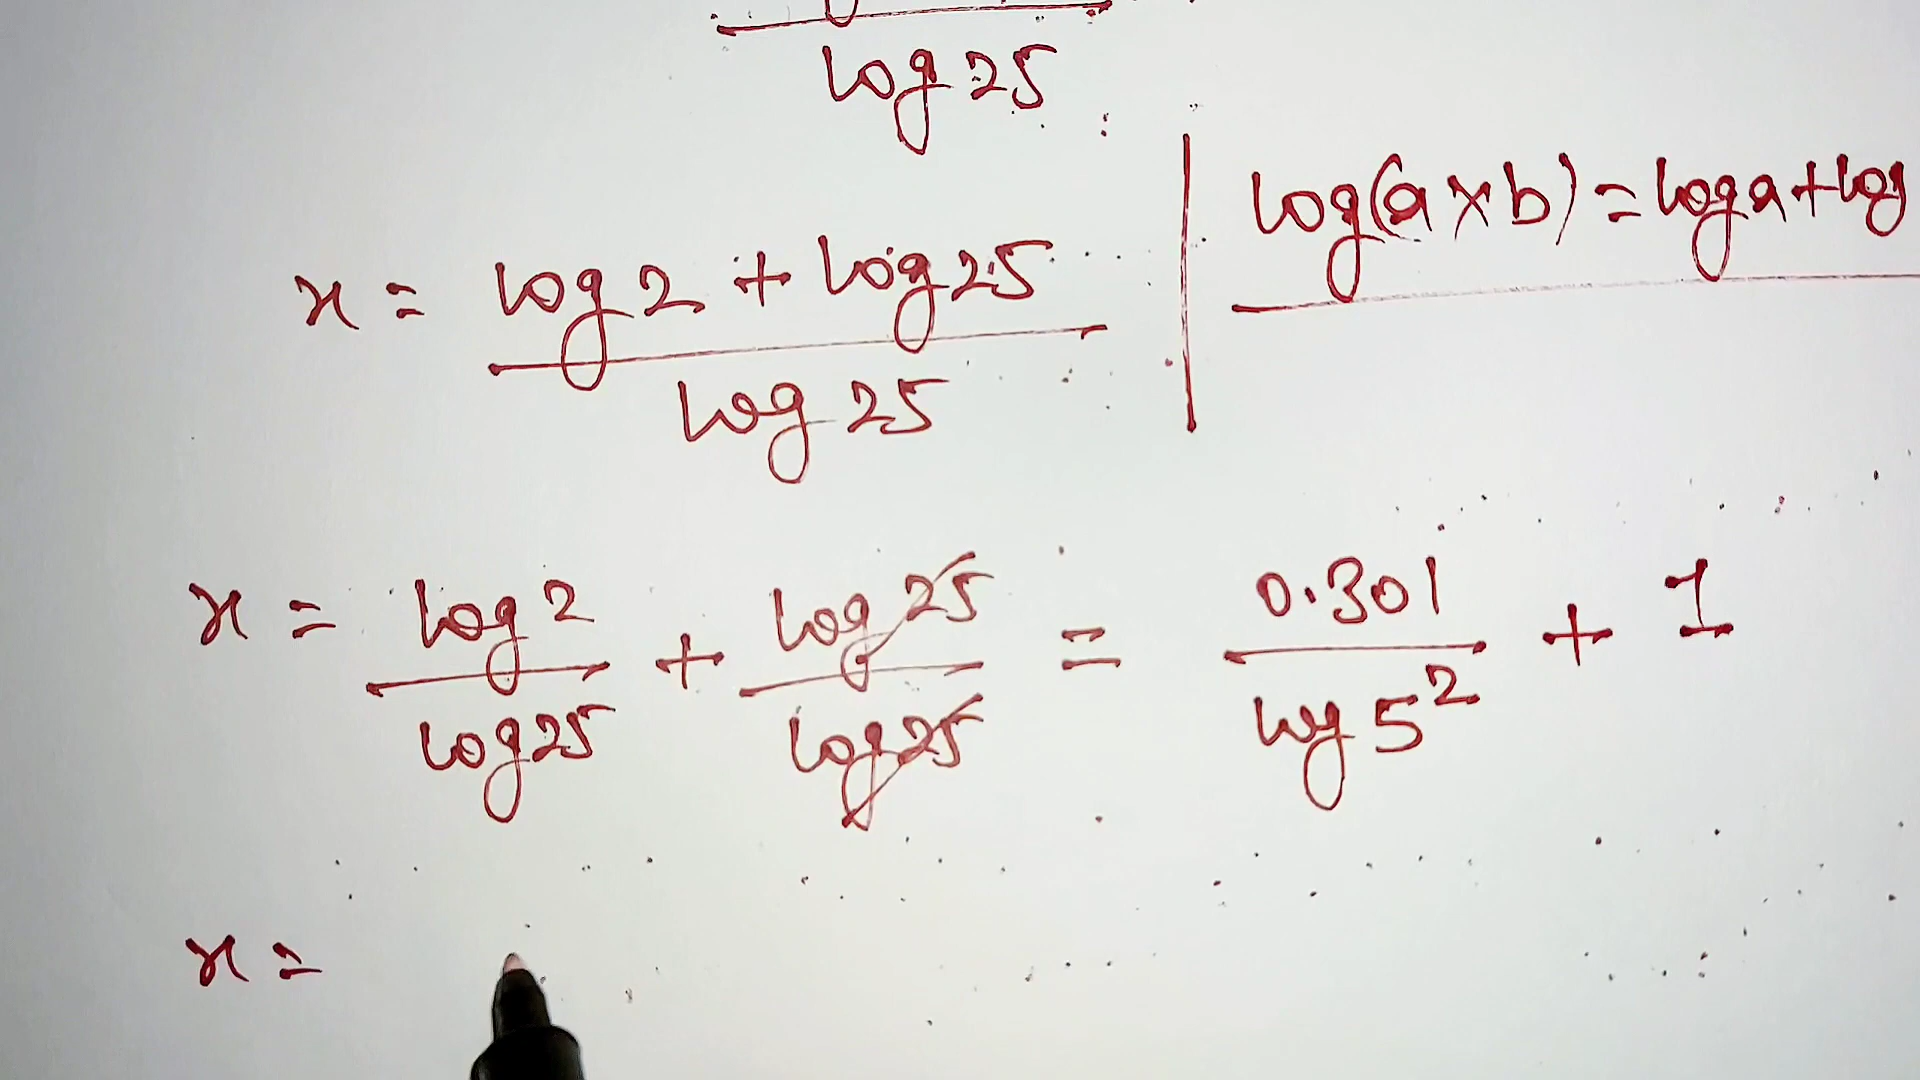 log 25
log(a×b)=log a+log
x = log 2 + log 25
log 25
x = log 2 + log 25 = 0.301 + 1
log 25 log 25 log 5²
x =